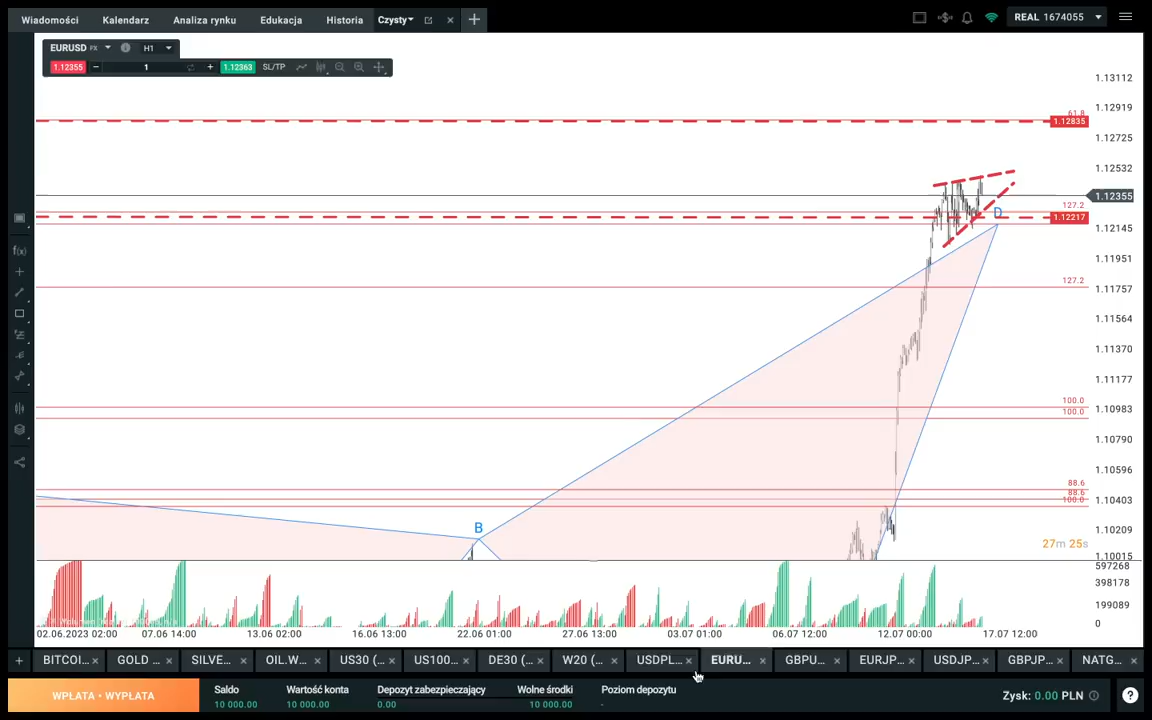 Wiadomości Kalendarz Analiza rynku Edukacja Historia Czysty REAL 1674055
EURUSD FX H1
1.12355 1 1.12363 SL/TP
1.13112
1.12919
61.8
1.12835
1.12725
1.12532
1.12355
127.2
D
1.12217
1.12145
1.11951
127.2
1.11757
1.11564
1.11370
1.11177
100.0
1.10983
100.0
1.10790
1.10596
88.6
88.6
100.0
1.10403
B
1.10209
27m 25s
1.10015
597268
398178
199089
0
02.06.2023 02:00 07.06 14:00 13.06 02:00 16.06 13:00 22.06 01:00 27.06 13:00 03.07 01:00 06.07 12:00 12.07 00:00 17.07 12:00
BITCOI... GOLD ... SILVE... OIL.W... US30 (... US100... DE30 (... W20 (... USDPL... EURU... GBPU... EURJP... USDJP... GBPJP... NATG...
WPŁATA • WYPŁATA
Saldo Wartość konta Depozyt zabezpieczający Wolne środki Poziom depozytu
10 000.00 10 000.00 0.00 10 000.00 -
Zysk: 0.00 PLN